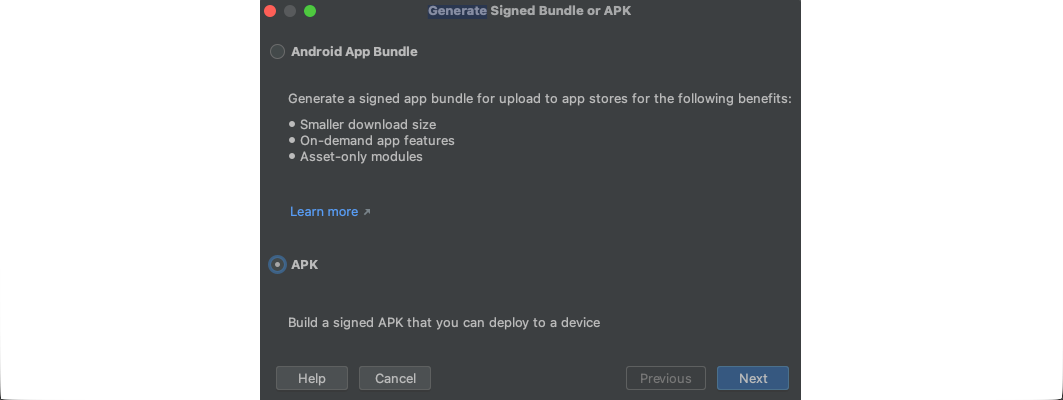 Generate Signed Bundle or APK
Android App Bundle
Generate a signed app bundle for upload to app stores for the following benefits:
• Smaller download size
• On-demand app features
• Asset-only modules
Learn more ↗
APK
Build a signed APK that you can deploy to a device
Help Cancel Previous Next